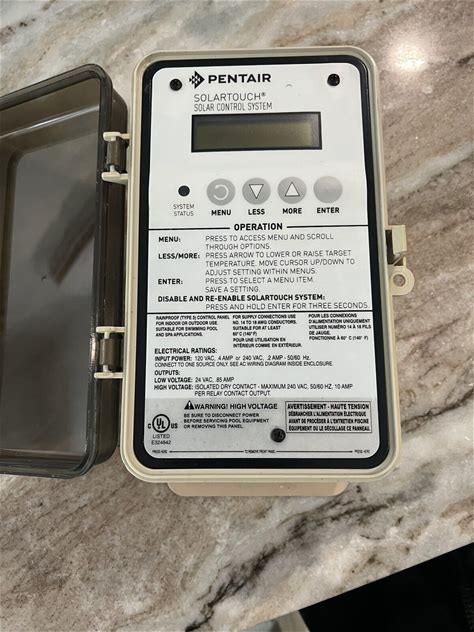 PENTAIR
SOLARTOUCH®
SOLAR CONTROL SYSTEM
SYSTEM
STATUS
MENU LESS MORE ENTER
OPERATION
MENU: PRESS TO ACCESS MENU AND SCROLL
THROUGH OPTIONS.
LESS/MORE: PRESS ARROW TO LOWER OR RAISE TARGET
TEMPERATURE. MOVE CURSOR UP/DOWN TO
ADJUST SETTING WITHIN MENUS.
ENTER: PRESS TO SELECT A MENU ITEM.
SAVE A SETTING.
DISABLE AND RE-ENABLE SOLARTOUCH SYSTEM:
PRESS AND HOLD ENTER FOR THREE SECONDS.
RAINPROOF (TYPE 3) CONTROL PANEL
FOR INDOOR OR OUTDOOR USE.
SUITABLE FOR SWIMMING POOL
AND SPA APPLICATIONS.
FOR SUPPLY CONNECTIONS USE
NO. 14 TO 18 AWG CONDUCTORS.
SUITABLE FOR AT LEAST
60°C (140°F)
POUR UNE UTILISATION EN
INTÉRIEUR COMME EN EXTÉRIEUR.
POUR LES CONNEXIONS
D'ALIMENTATION UNIQUEMENT
UTILISER NUMÉRO 14 À 18 FILS
DE JAUGE.
FONCTIONNE À 60° C (140° F)
ELECTRICAL RATINGS:
INPUT POWER: 120 VAC, .4 AMP or 240 VAC, .2 AMP - 50/60 HZ.
CONNECT TO ONE SOURCE ONLY. SEE AC WIRING DIAGRAM INSIDE ENCLOSURE.
OUTPUTS:
LOW VOLTAGE: 24 VAC, .85 AMP
HIGH VOLTAGE: ISOLATED DRY CONTACT - MAXIMUM 240 VAC, 50/60 HZ, 10 AMP
PER RELAY CONTACT OUTPUT.
C UL US
LISTED
E324842
WARNING! HIGH VOLTAGE
BE SURE TO DISCONNECT POWER
BEFORE SERVICING POOL EQUIPMENT
OR REMOVING THIS PANEL.
AVERTISSEMENT - HAUTE TENSION
DÉBRANCHER L'ALIMENTATION ÉLECTRIQUE
AVANT DE PROCÉDER À L'ENTRETIEN PISCINE
ÉQUIPEMENT OU LE DÉCOLLAGE CE PANNEAU
PRESS HERE TO REMOVE FRONT PANEL PRESS HERE